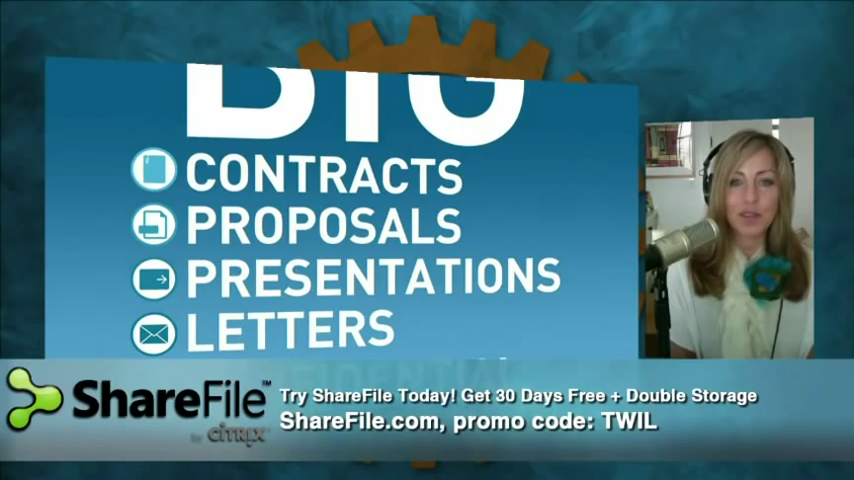 BIG
CONTRACTS
PROPOSALS
PRESENTATIONS
LETTERS
ShareFile™
by CITRIX
Try ShareFile Today! Get 30 Days Free + Double Storage
ShareFile.com, promo code: TWIL